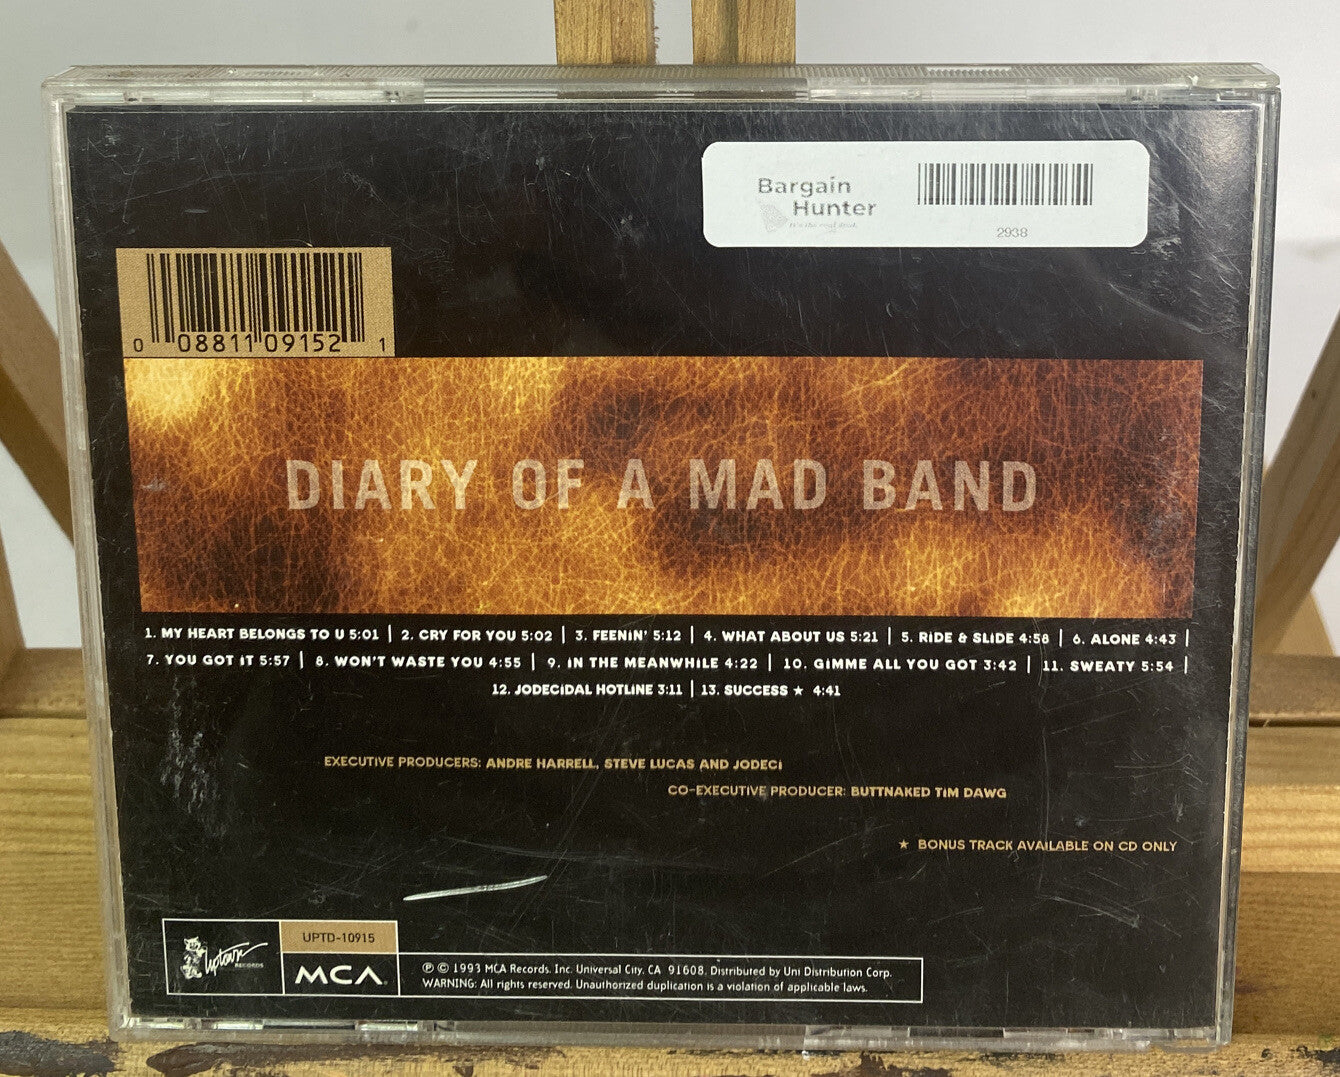 Bargain
Hunter
It's the real deal.
2938
0 08811 09152 1
DIARY OF A MAD BAND
1. MY HEART BELONGS TO U 5:01 | 2. CRY FOR YOU 5:02 | 3. FEENiN' 5:12 | 4. WHAT ABOUT US 5:21 | 5. RiDE & SLiDE 4:58 | 6. ALONE 4:43 |
7. YOU GOT iT 5:57 | 8. WON'T WASTE YOU 4:55 | 9. iN THE MEANWHiLE 4:22 | 10. GiMME ALL YOU GOT 3:42 | 11. SWEATY 5:54 |
12. JODECiDAL HOTLiNE 3:11 | 13. SUCCESS ★ 4:41
EXECUTiVE PRODUCERS: ANDRE HARRELL, STEVE LUCAS AND JODECi
CO-EXECUTiVE PRODUCER: BUTTNAKED TiM DAWG
★ BONUS TRACK AVAiLABLE ON CD ONLY
Uptown
RECORDS
UPTD-10915
MCA
℗ © 1993 MCA Records, Inc. Universal City, CA 91608. Distributed by Uni Distribution Corp.
WARNING: All rights reserved. Unauthorized duplication is a violation of applicable laws.